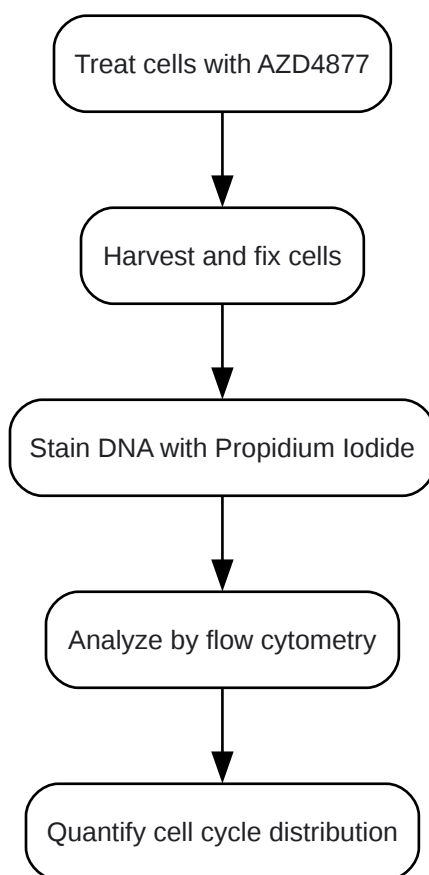 Treat cells with AZD4877
Harvest and fix cells
Stain DNA with Propidium Iodide
Analyze by flow cytometry
Quantify cell cycle distribution